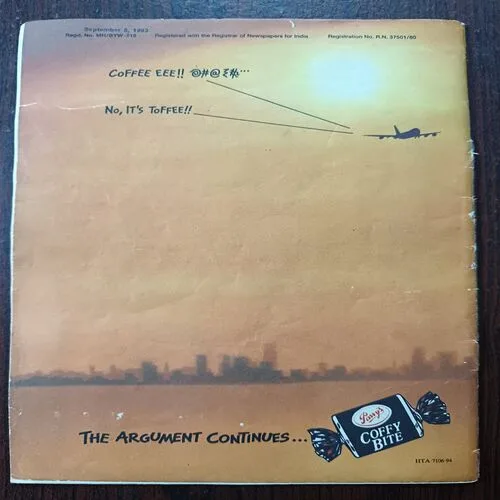 September 5, 1993
Regd. No. MH/BYW-718 Registered with the Registrar of Newspapers for India Registration No. R.N. 37501/80
COFFEE EEE!! @#@ ₹%...
NO, IT'S TOFFEE!!
THE ARGUMENT CONTINUES...
Parry's
COFFY
BITE
HTA-7106-94